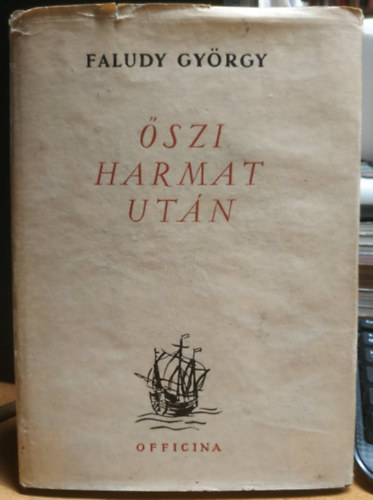 FALUDY GYÖRGY
ŐSZI
HARMAT
UTÁN
OFFICINA